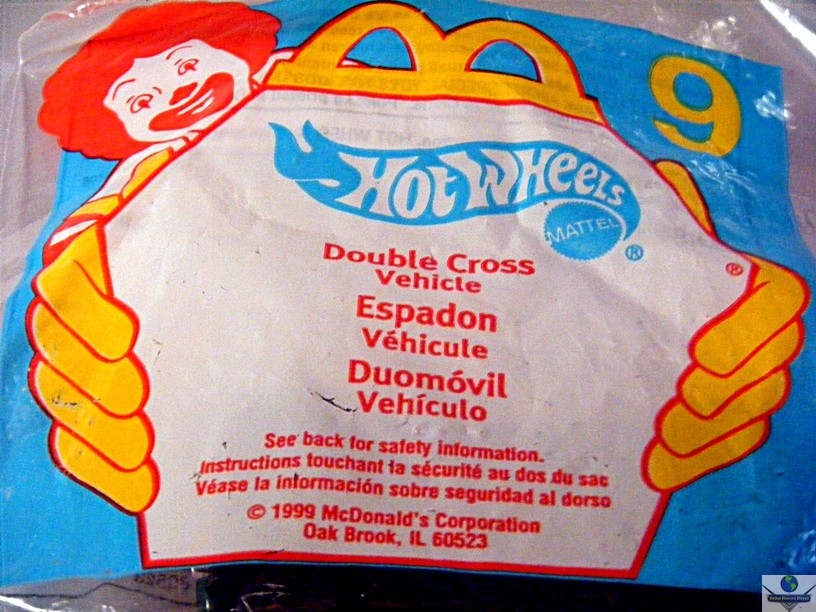 9
HOT WHEELS
MATTEL
®
®
Double Cross
Vehicle
Espadon
Véhicule
Duomóvil
Vehículo
See back for safety information.
Instructions touchant la sécurité au dos du sac
Véase la información sobre seguridad al dorso
© 1999 McDonald's Corporation
Oak Brook, IL 60523